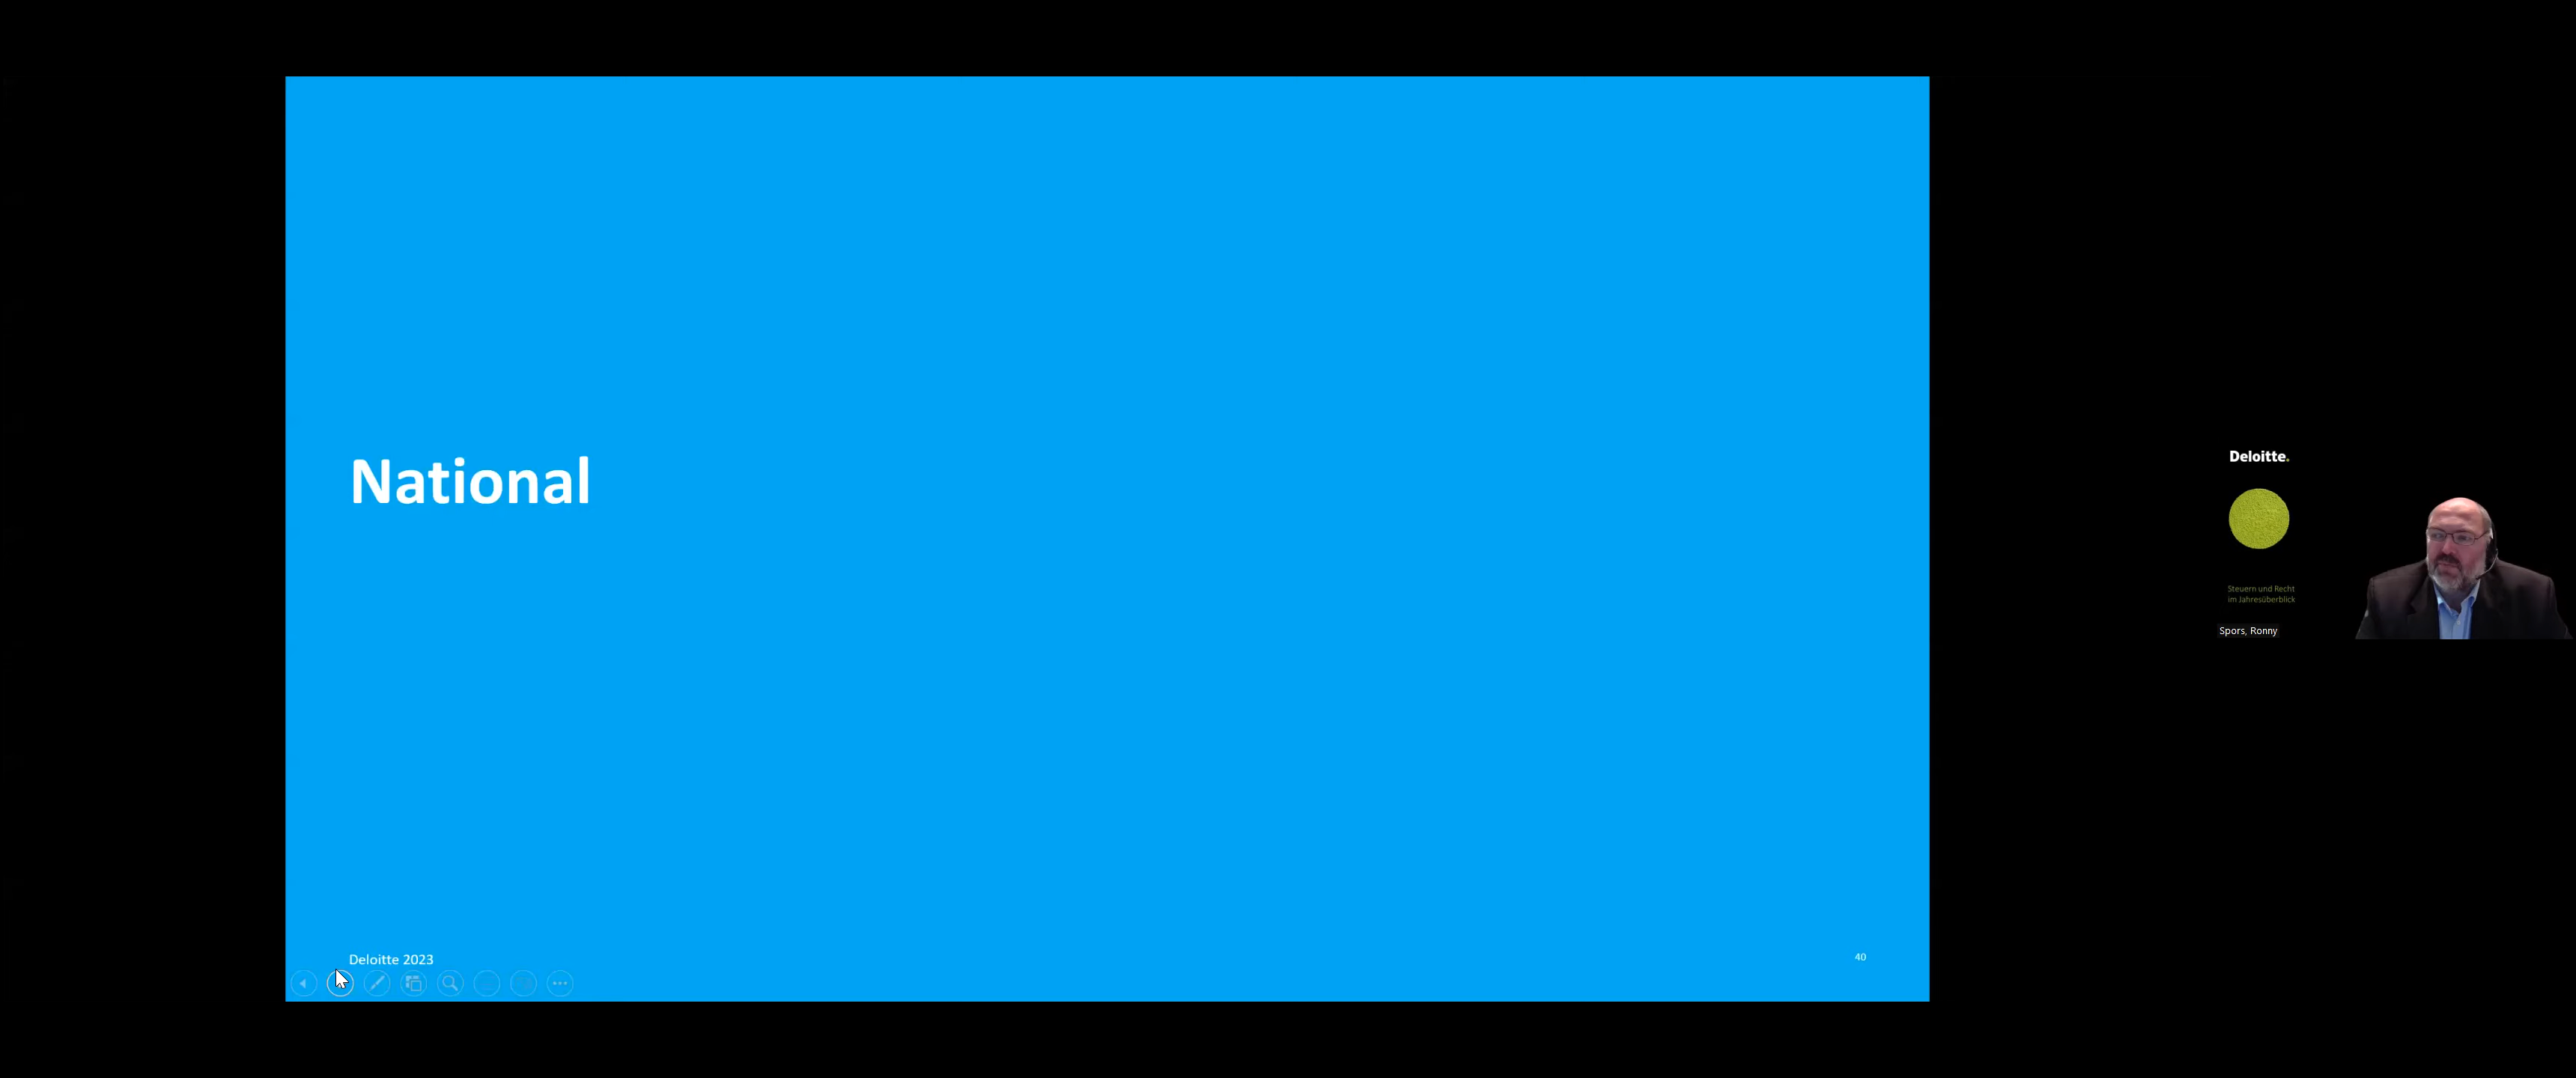 National
Deloitte 2023
40
Deloitte.
Steuern und Recht
im Jahresüberblick
Spors, Ronny